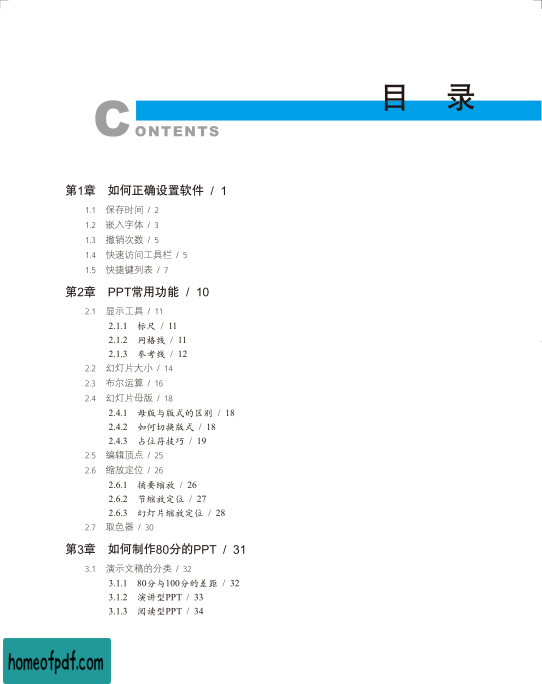 目 录
CONTENTS
第1章 如何正确设置软件 / 1
1.1 保存时间 / 2
1.2 嵌入字体 / 3
1.3 撤销次数 / 5
1.4 快速访问工具栏 / 5
1.5 快捷键列表 / 7
第2章 PPT常用功能 / 10
2.1 显示工具 / 11
2.1.1 标尺 / 11
2.1.2 网格线 / 11
2.1.3 参考线 / 12
2.2 幻灯片大小 / 14
2.3 布尔运算 / 16
2.4 幻灯片母版 / 18
2.4.1 母版与版式的区别 / 18
2.4.2 如何切换版式 / 18
2.4.3 占位符技巧 / 19
2.5 编辑顶点 / 25
2.6 缩放定位 / 26
2.6.1 摘要缩放 / 26
2.6.2 节缩放定位 / 27
2.6.3 幻灯片缩放定位 / 28
2.7 取色器 / 30
第3章 如何制作80分的PPT / 31
3.1 演示文稿的分类 / 32
3.1.1 80分与100分的差距 / 32
3.1.2 演讲型PPT / 33
3.1.3 阅读型PPT / 34
homeofpdf.com